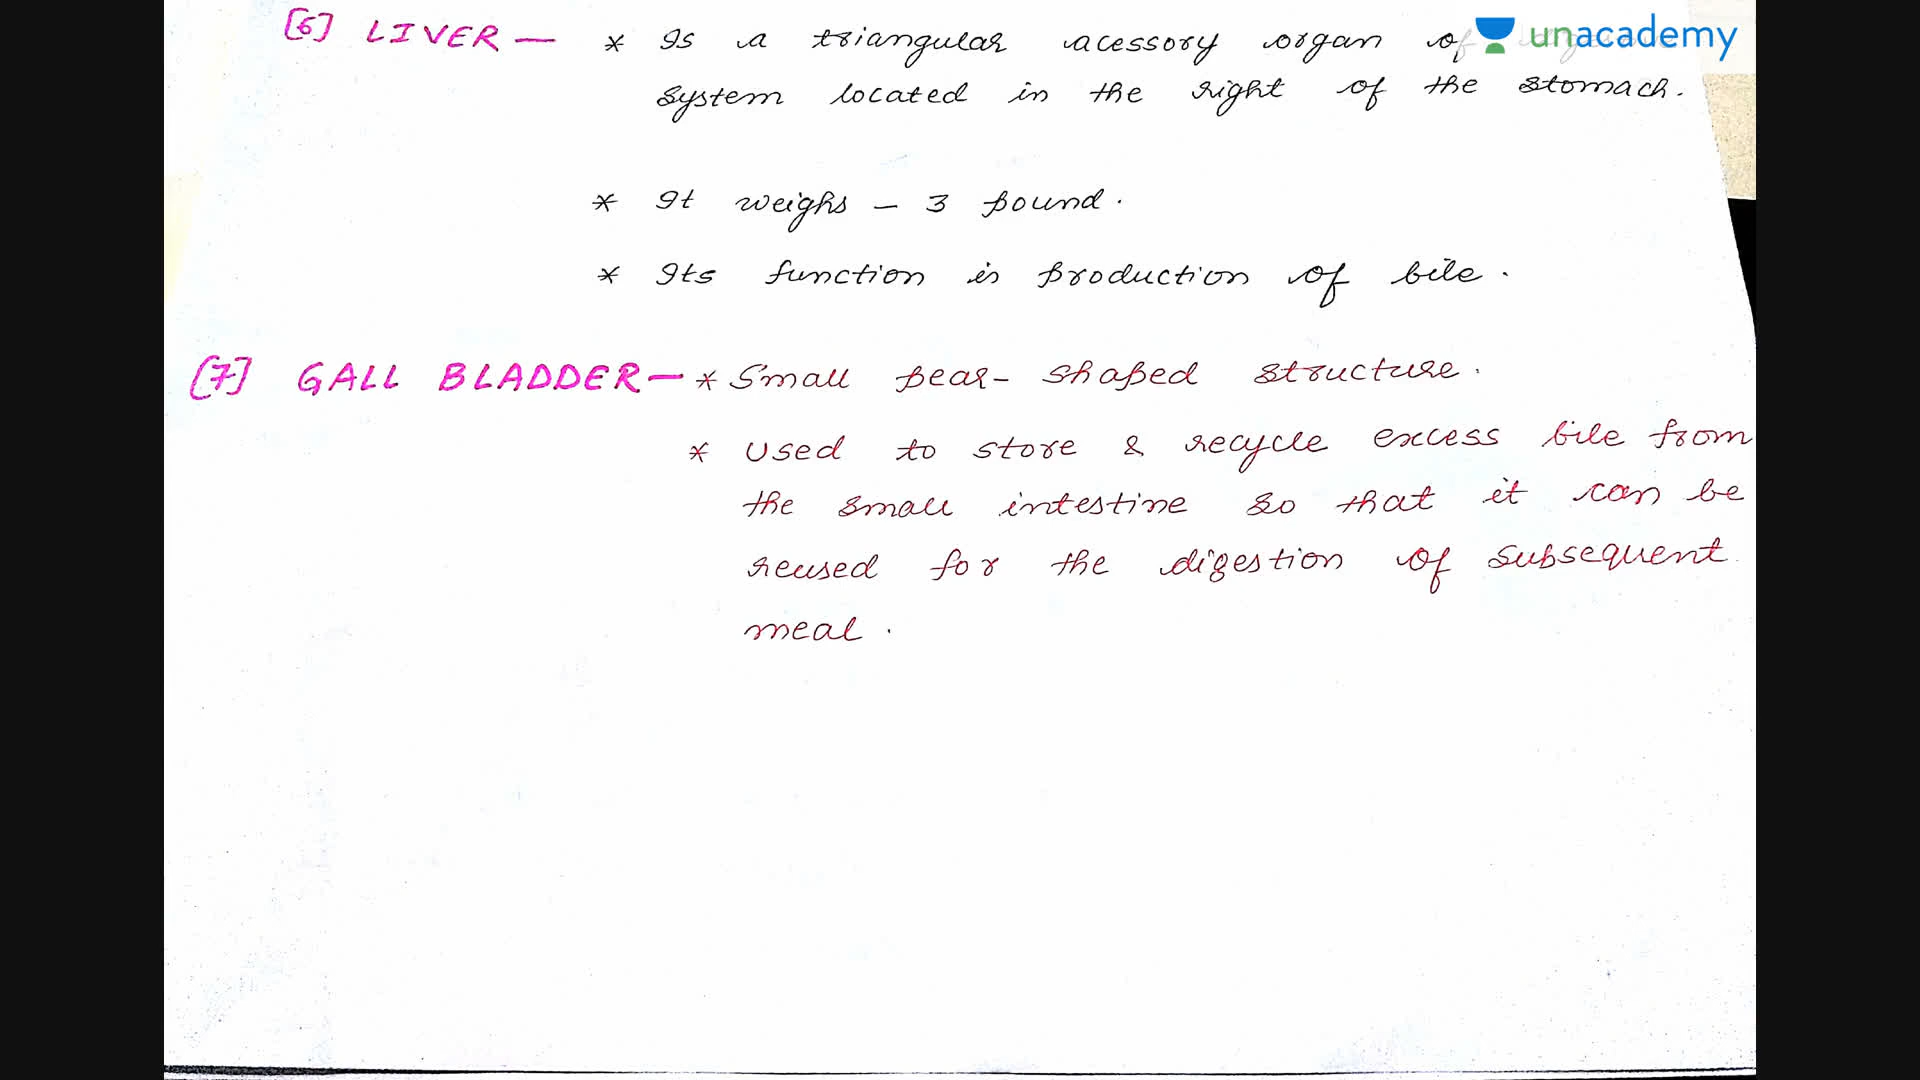 [6] LIVER — * Is a triangular acessory organ of
unacademy
system located in the right of the stomach.
* It weighs - 3 pound.
* Its function is production of bile.
[7] GALL BLADDER - * Small pear-shaped structure.
* used to store & recycle excess bile from
the small intestine so that it can be
reused for the digestion of subsequent
meal.